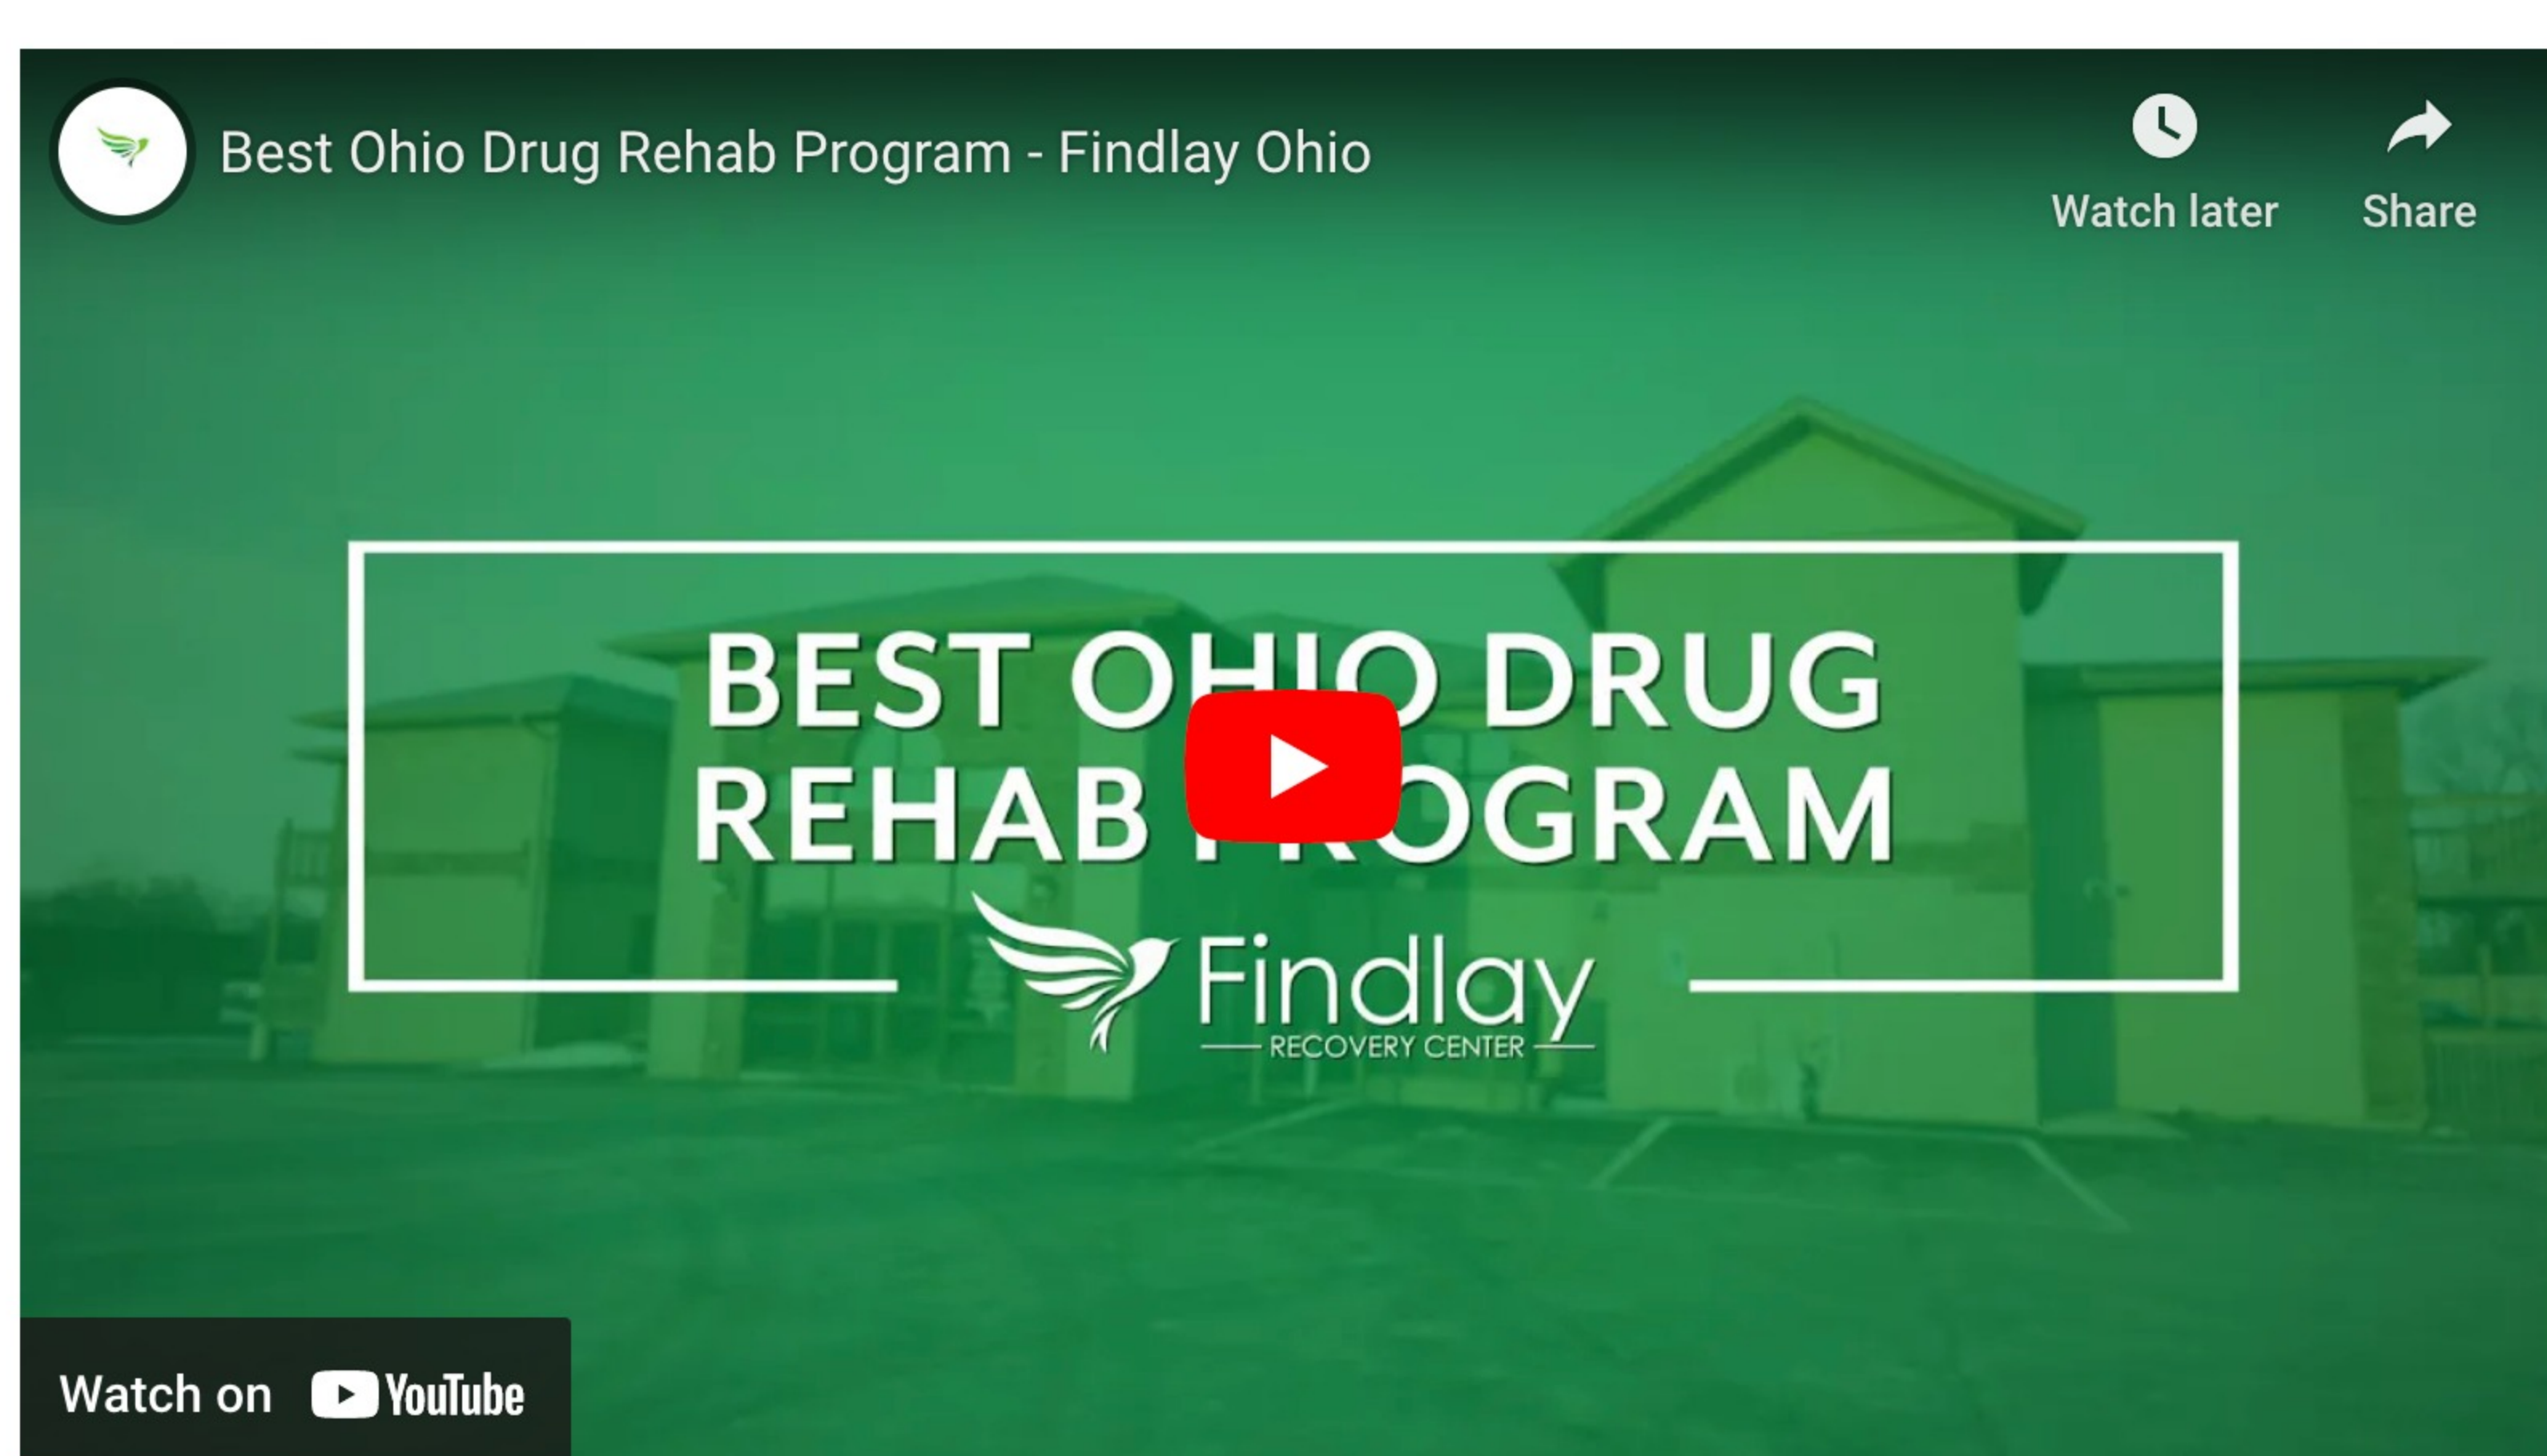 Best Ohio Drug Rehab Program - Findlay Ohio
Watch later
Share
BEST OHIO DRUG
REHAB PROGRAM
Findlay
RECOVERY CENTER
Watch on YouTube